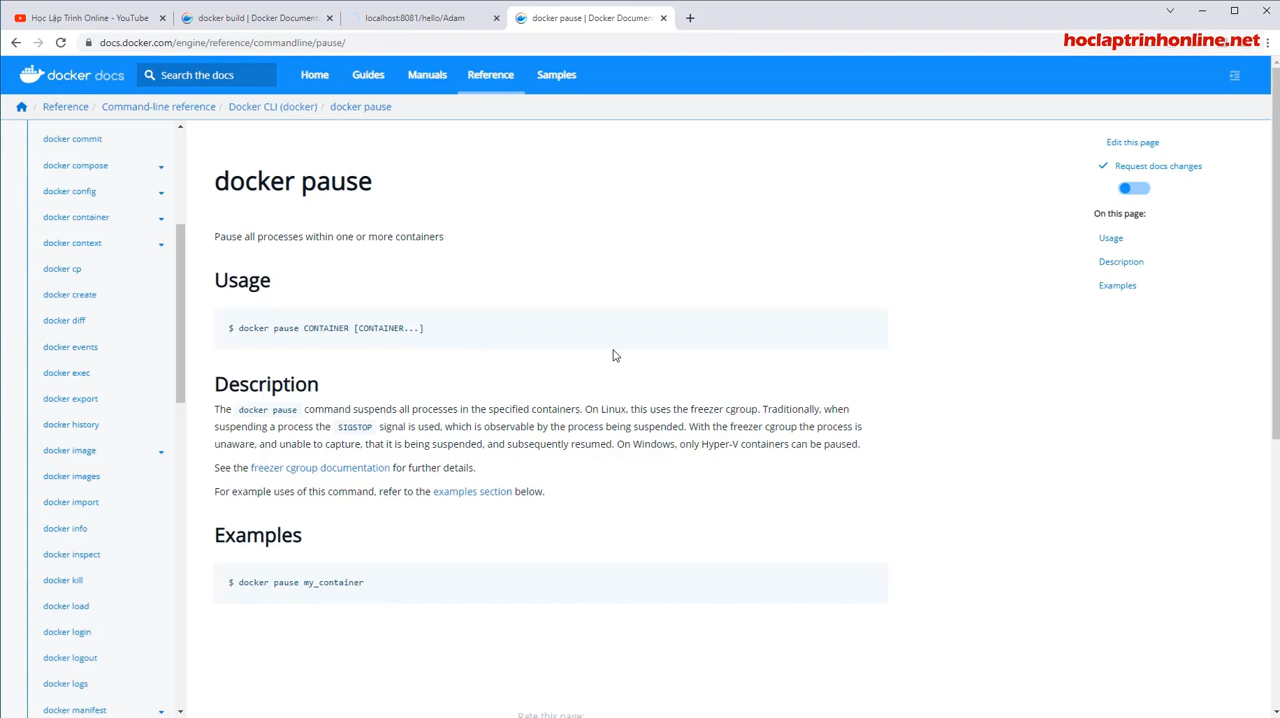 Học Lập Trình Online - YouTube
docker build | Docker Document
localhost:8081/hello/Adam
docker pause | Docker Document
docs.docker.com/engine/reference/commandline/pause/
hoclaptrinhonline.net
docker docs
Search the docs
Home
Guides
Manuals
Reference
Samples
Reference / Command-line reference / Docker CLI (docker) / docker pause
docker commit
docker compose
docker config
docker container
docker context
docker cp
docker create
docker diff
docker events
docker exec
docker export
docker history
docker image
docker images
docker import
docker info
docker inspect
docker kill
docker load
docker login
docker logout
docker logs
docker manifest
docker pause
Pause all processes within one or more containers
Usage
$ docker pause CONTAINER [CONTAINER...]
Description
The docker pause command suspends all processes in the specified containers. On Linux, this uses the freezer cgroup. Traditionally, when
suspending a process the SIGSTOP signal is used, which is observable by the process being suspended. With the freezer cgroup the process is
unaware, and unable to capture, that it is being suspended, and subsequently resumed. On Windows, only Hyper-V containers can be paused.
See the freezer cgroup documentation for further details.
For example uses of this command, refer to the examples section below.
Examples
$ docker pause my_container
Rate this page:
Edit this page
Request docs changes
On this page:
Usage
Description
Examples